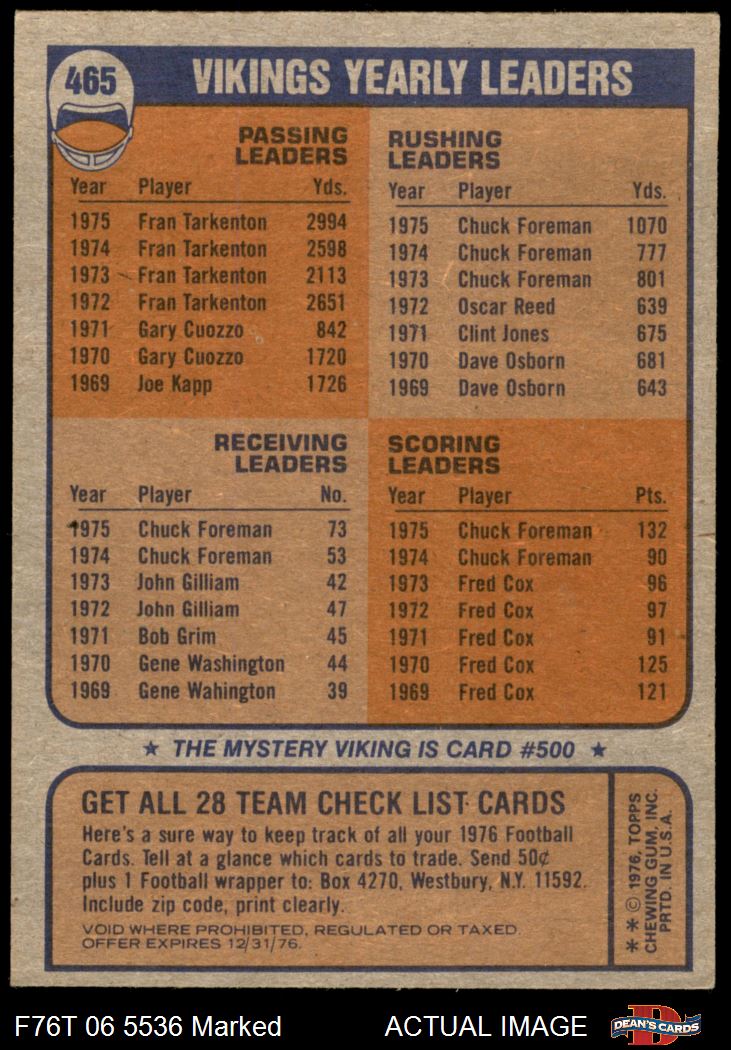 465
VIKINGS YEARLY LEADERS
PASSING
LEADERS
Year Player Yds.
1975 Fran Tarkenton 2994
1974 Fran Tarkenton 2598
1973 Fran Tarkenton 2113
1972 Fran Tarkenton 2651
1971 Gary Cuozzo 842
1970 Gary Cuozzo 1720
1969 Joe Kapp 1726
RUSHING
LEADERS
Year Player Yds.
1975 Chuck Foreman 1070
1974 Chuck Foreman 777
1973 Chuck Foreman 801
1972 Oscar Reed 639
1971 Clint Jones 675
1970 Dave Osborn 681
1969 Dave Osborn 643
RECEIVING
LEADERS
Year Player No.
1975 Chuck Foreman 73
1974 Chuck Foreman 53
1973 John Gilliam 42
1972 John Gilliam 47
1971 Bob Grim 45
1970 Gene Washington 44
1969 Gene Wahington 39
SCORING
LEADERS
Year Player Pts.
1975 Chuck Foreman 132
1974 Chuck Foreman 90
1973 Fred Cox 96
1972 Fred Cox 97
1971 Fred Cox 91
1970 Fred Cox 125
1969 Fred Cox 121
★ THE MYSTERY VIKING IS CARD #500 ★
GET ALL 28 TEAM CHECK LIST CARDS
Here's a sure way to keep track of all your 1976 Football
Cards. Tell at a glance which cards to trade. Send 50¢
plus 1 Football wrapper to: Box 4270, Westbury, N.Y. 11592.
Include zip code, print clearly.
VOID WHERE PROHIBITED, REGULATED OR TAXED.
OFFER EXPIRES 12/31/76.
** © 1976, TOPPS
CHEWING GUM, INC.
PRTD. IN U.S.A.
F76T 06 5536 Marked ACTUAL IMAGE
D
DEAN'S CARDS